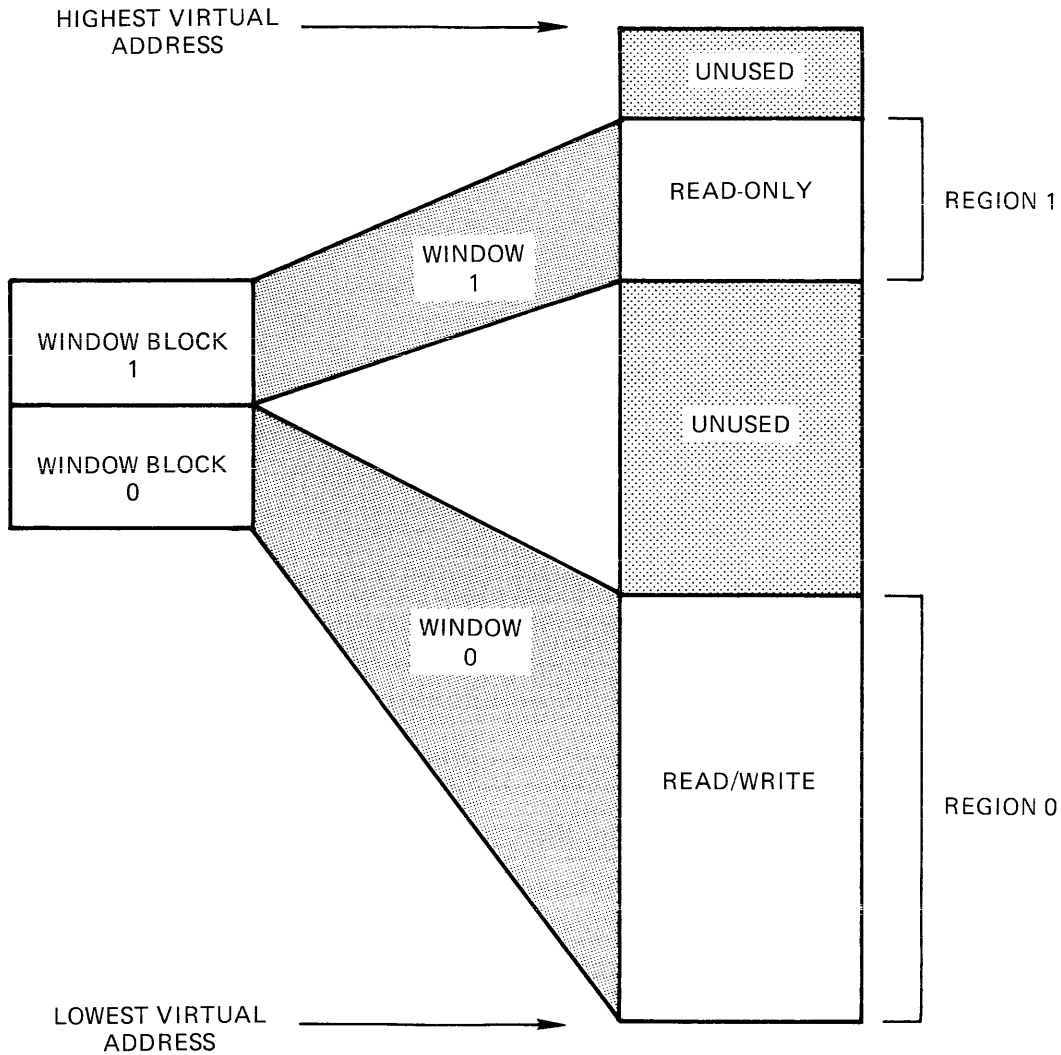 HIGHEST VIRTUAL
ADDRESS
UNUSED
READ-ONLY
REGION 1
WINDOW
1
WINDOW BLOCK
1
UNUSED
WINDOW BLOCK
0
WINDOW
0
READ/WRITE
REGION 0
LOWEST VIRTUAL
ADDRESS